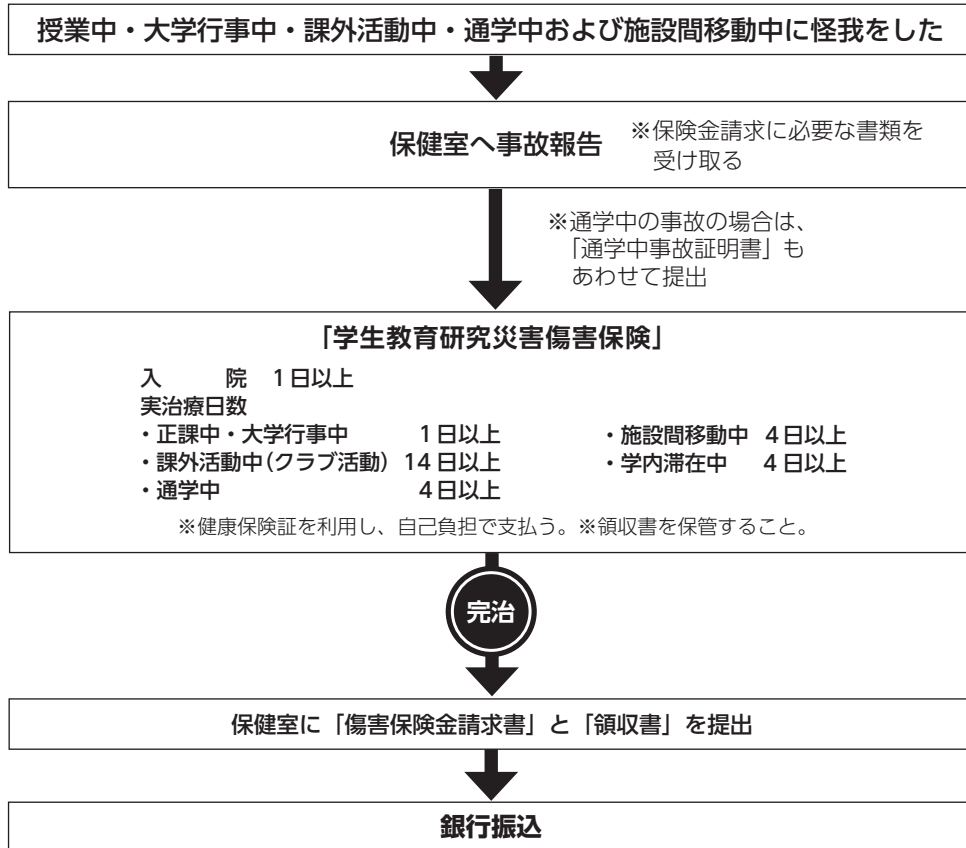 授業中・大学行事中・課外活動中・通学中および施設間移動中に怪我をした
保健室へ事故報告
※保険金請求に必要な書類を
受け取る
※通学中の事故の場合は、
「通学中事故証明書」も
あわせて提出
「学生教育研究災害傷害保険」
入　　院　1日以上
実治療日数
・正課中・大学行事中　1日以上　・施設間移動中　4日以上
・課外活動中(クラブ活動)　14日以上　・学内滞在中　4日以上
・通学中　4日以上
※健康保険証を利用し、自己負担で支払う。※領収書を保管すること。
完治
保健室に「傷害保険金請求書」と「領収書」を提出
銀行振込